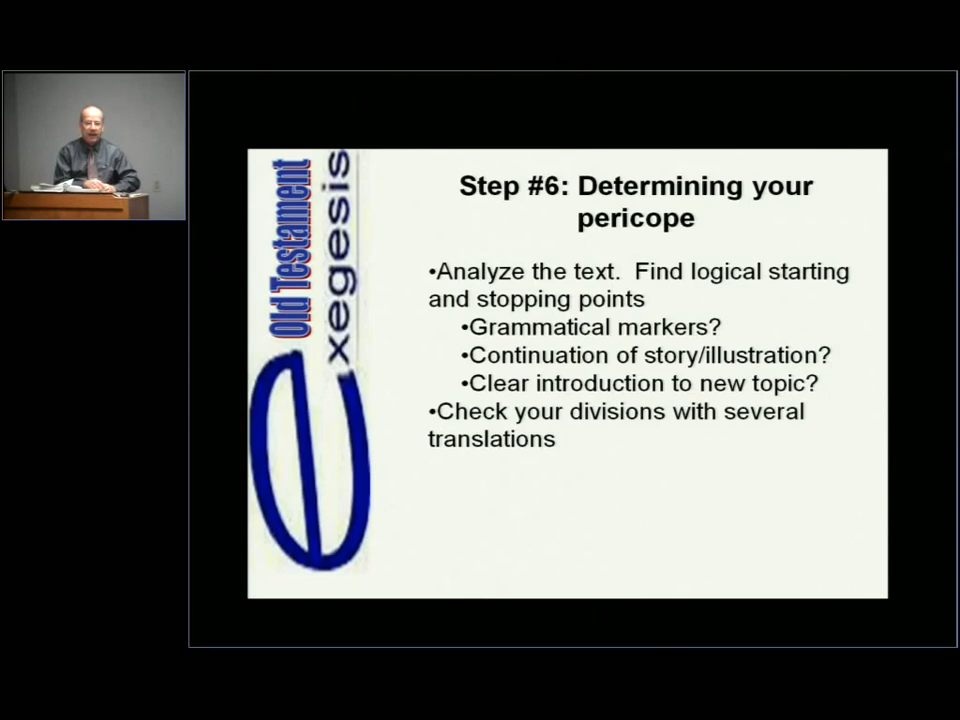 Old Testament
exegesis
Step #6: Determining your
pericope
•Analyze the text.  Find logical starting
and stopping points
•Grammatical markers?
•Continuation of story/illustration?
•Clear introduction to new topic?
•Check your divisions with several
translations